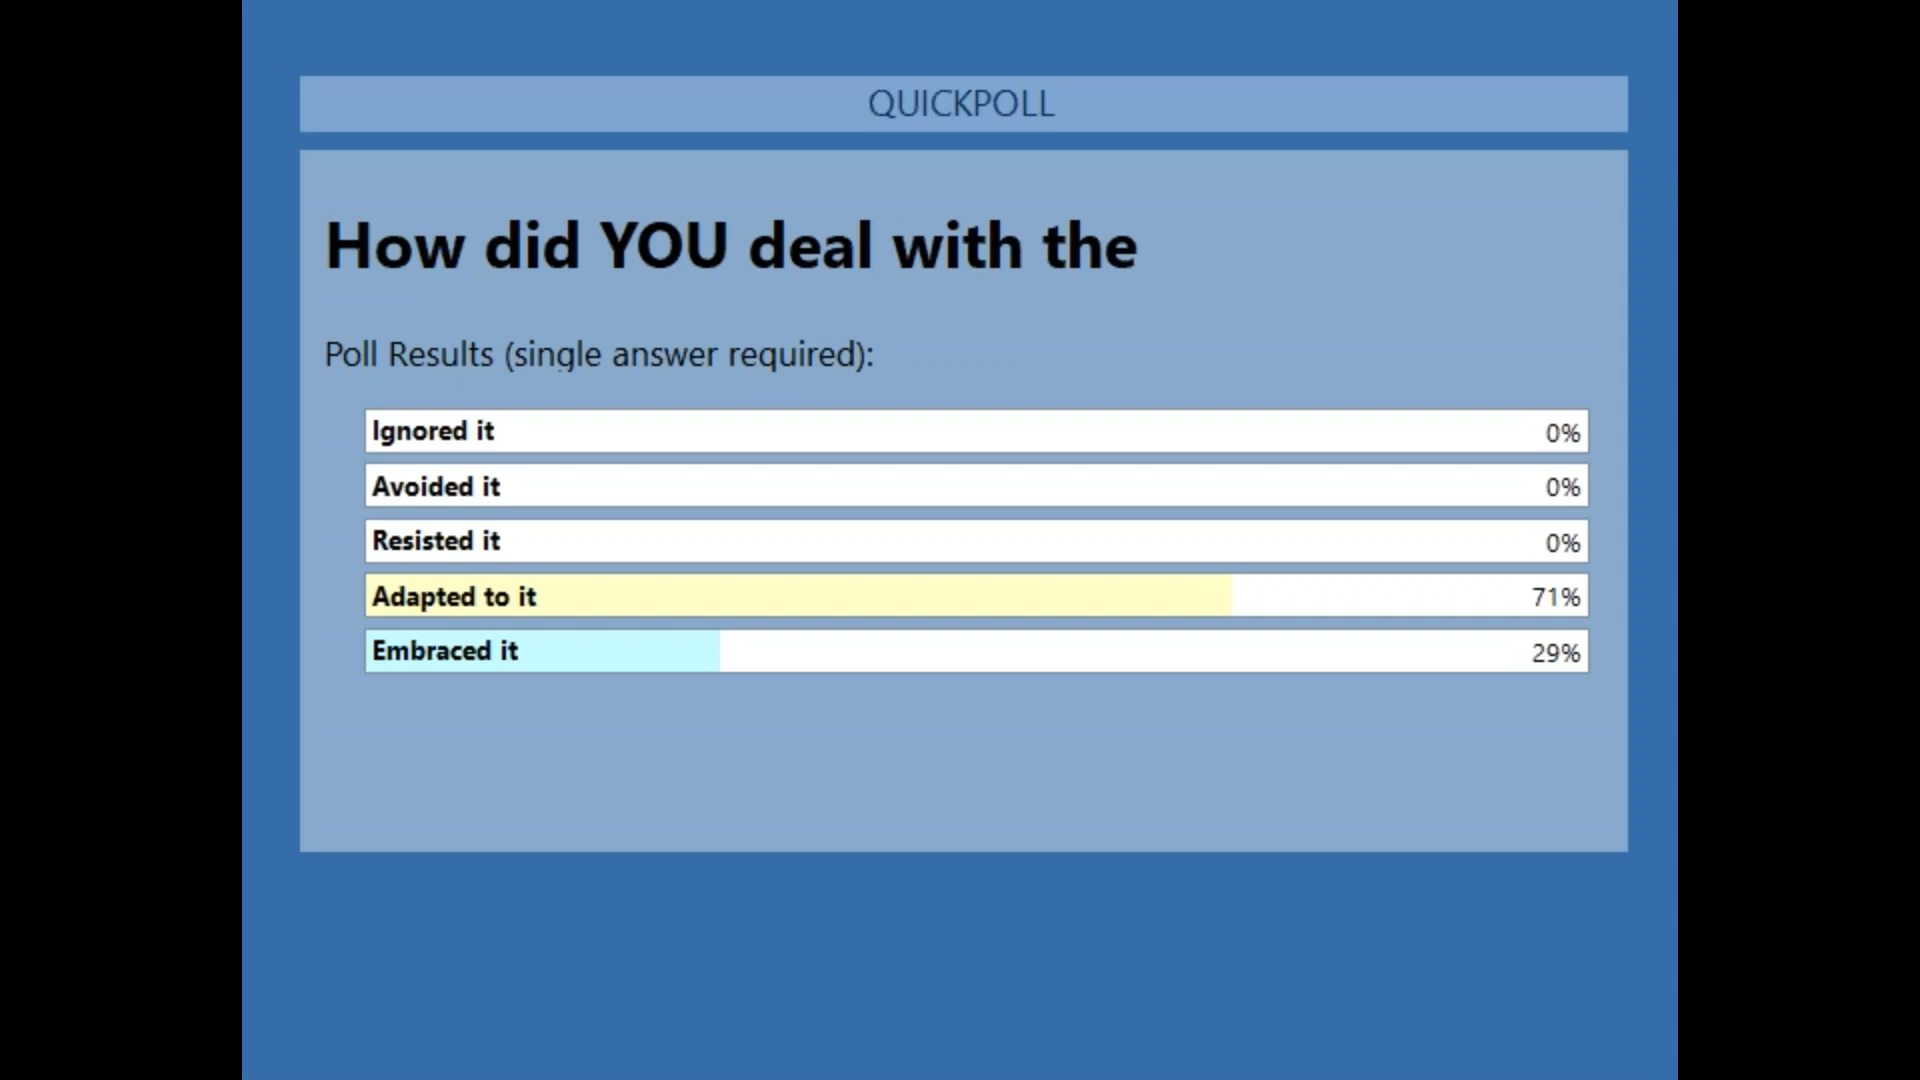 QUICKPOLL
How did YOU deal with the
Poll Results (single answer required):
Ignored it 0%
Avoided it 0%
Resisted it 0%
Adapted to it 71%
Embraced it 29%